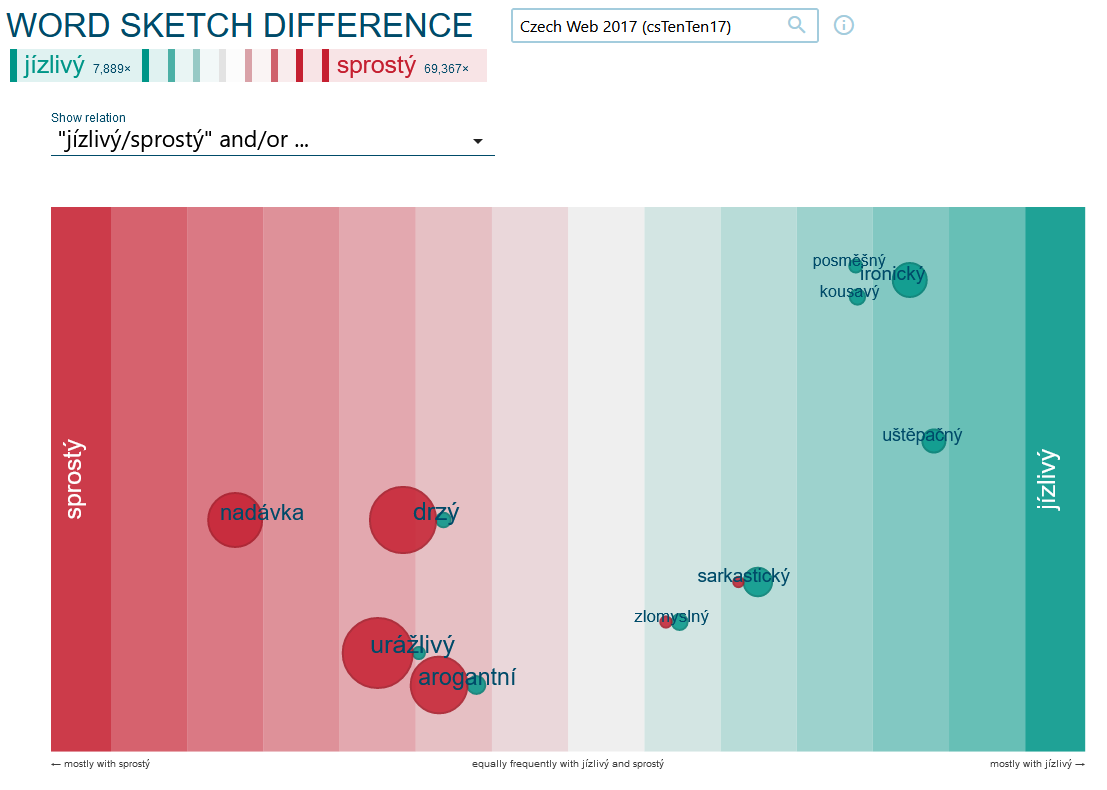 WORD SKETCH DIFFERENCE
Czech Web 2017 (csTenTen17)
jízlivý 7,889×
sprostý 69,367×
Show relation
"jízlivý/sprostý" and/or ...
posměšný
ironický
kousavý
uštěpačný
sprostý
jízlivý
nadávka
drzý
sarkastický
zlomyslný
urážlivý
arogantní
← mostly with sprostý
equally frequently with jízlivý and sprostý
mostly with jízlivý →